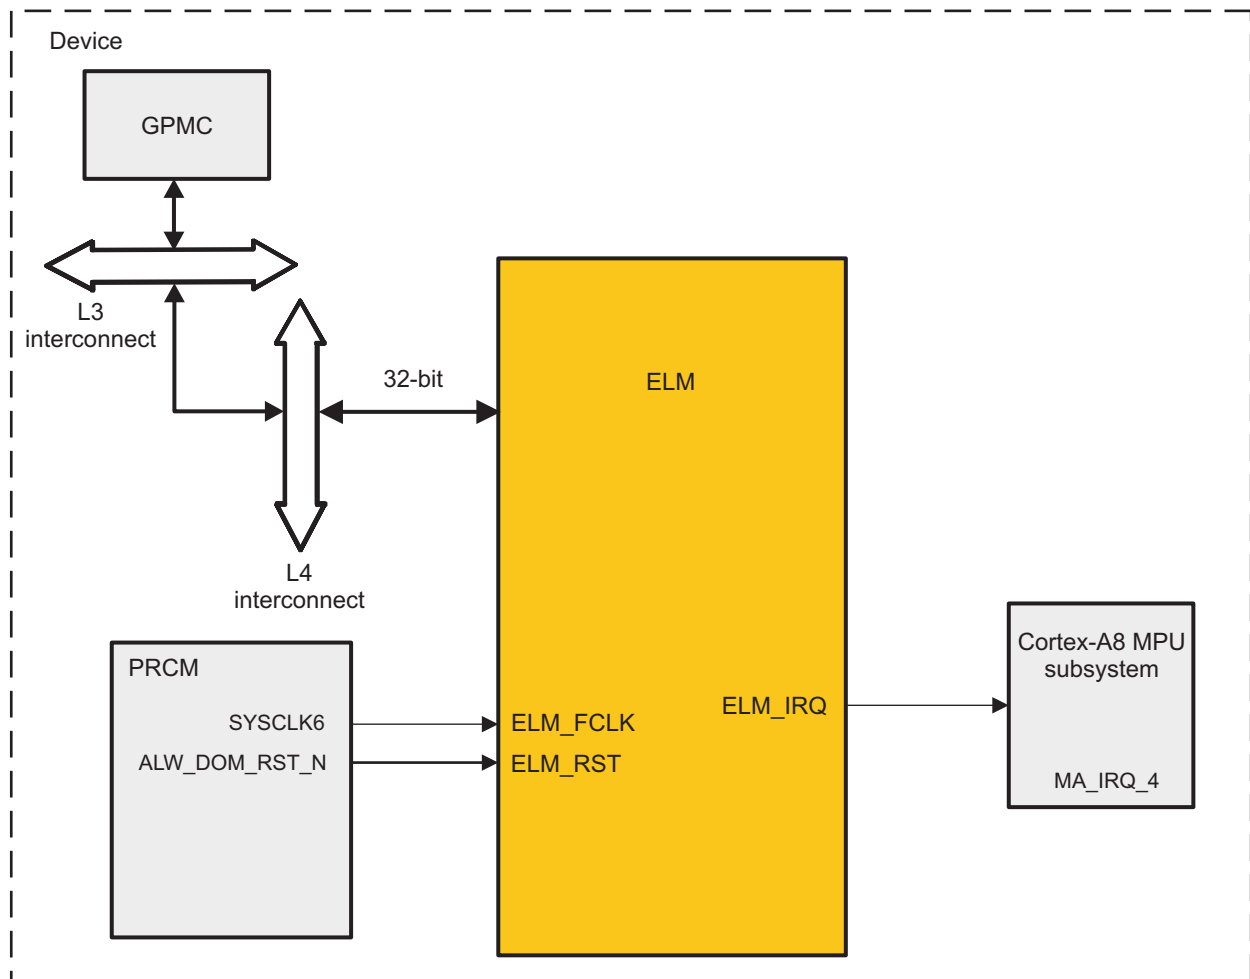 Device
GPMC
L3
interconnect
32-bit
ELM
L4
interconnect
PRCM
SYSCLK6
ALW_DOM_RST_N
ELM_FCLK
ELM_RST
ELM_IRQ
Cortex-A8 MPU
subsystem
MA_IRQ_4